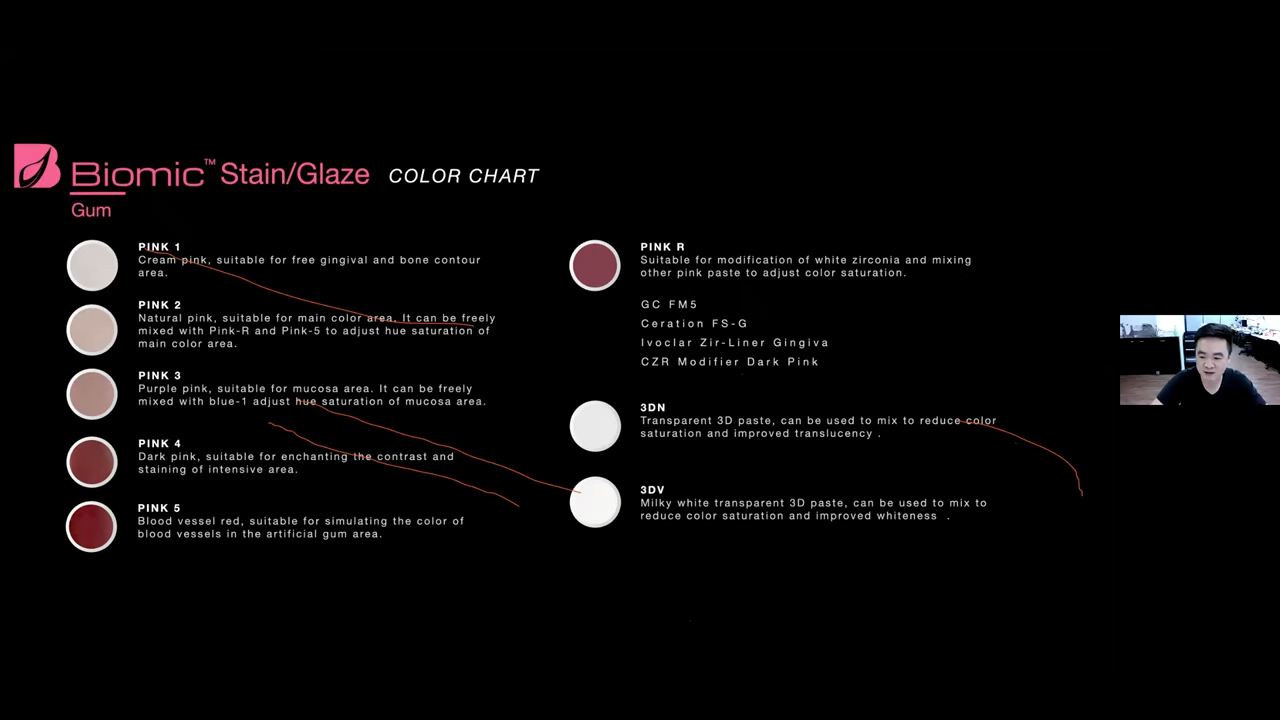 Biomic™ Stain/Glaze COLOR CHART
Gum
PINK 1
Cream pink, suitable for free gingival and bone contour
area.
PINK 2
Natural pink, suitable for main color area. It can be freely
mixed with Pink-R and Pink-5 to adjust hue saturation of
main color area.
PINK 3
Purple pink, suitable for mucosa area. It can be freely
mixed with blue-1 adjust hue saturation of mucosa area.
PINK 4
Dark pink, suitable for enchanting the contrast and
staining of intensive area.
PINK 5
Blood vessel red, suitable for simulating the color of
blood vessels in the artificial gum area.
PINK R
Suitable for modification of white zirconia and mixing
other pink paste to adjust color saturation.
GC FM5
Ceration FS-G
Ivoclar Zir-Liner Gingiva
CZR Modifier Dark Pink
3DN
Transparent 3D paste, can be used to mix to reduce color
saturation and improved translucency .
3DV
Milky white transparent 3D paste, can be used to mix to
reduce color saturation and improved whiteness .